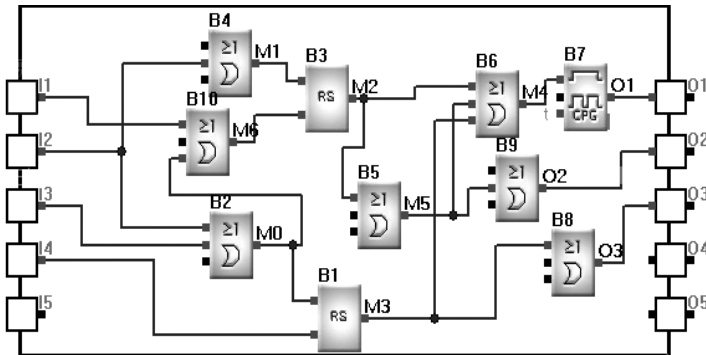 B4
≥1
M1
B3
RS
M2
B6
≥1
M4
B7
CPG
t
O1
I1
O1
B10
≥1
M6
I2
O2
B9
≥1
O2
B5
≥1
M5
I3
O3
B2
≥1
M0
B8
≥1
O3
I4
O4
B1
RS
M3
I5
O5